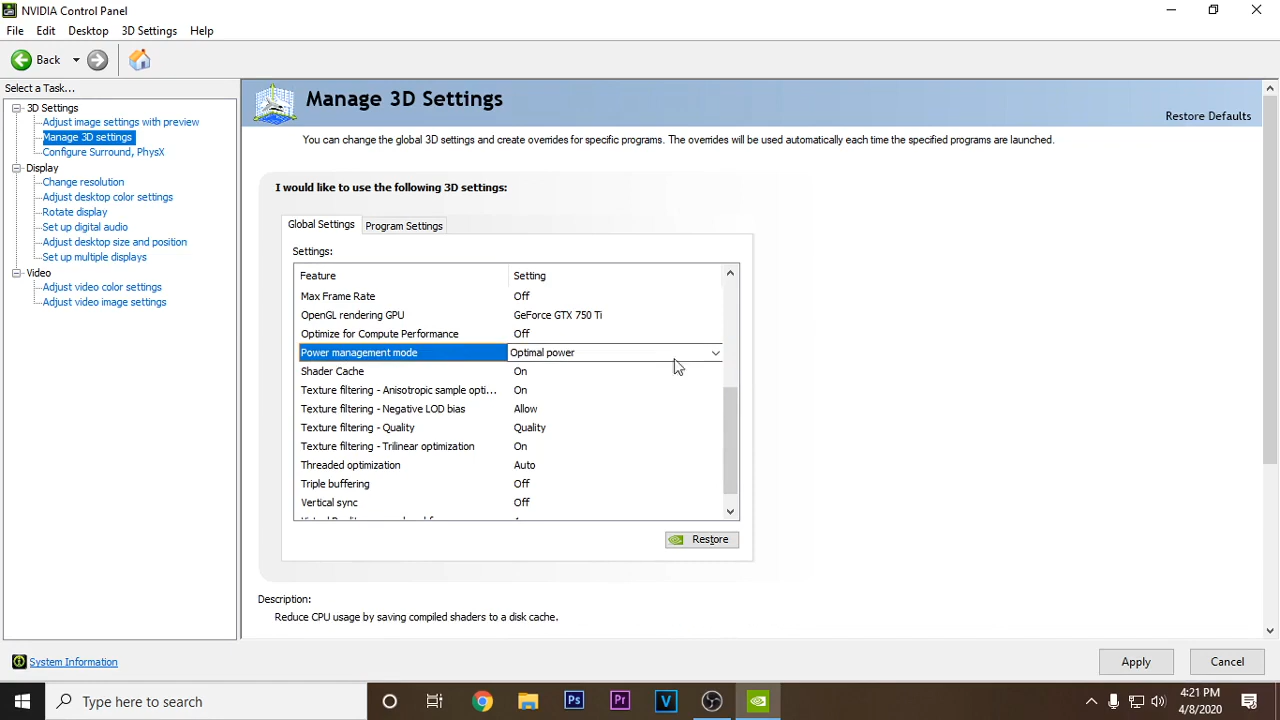 NVIDIA Control Panel
File Edit Desktop 3D Settings Help
Back
Select a Task...
3D Settings
Adjust image settings with preview
Manage 3D settings
Configure Surround, PhysX
Display
Change resolution
Adjust desktop color settings
Rotate display
Set up digital audio
Adjust desktop size and position
Set up multiple displays
Video
Adjust video color settings
Adjust video image settings
System Information
Manage 3D Settings
Restore Defaults
You can change the global 3D settings and create overrides for specific programs. The overrides will be used automatically each time the specified programs are launched.
I would like to use the following 3D settings:
Global Settings Program Settings
Settings:
Feature Setting
Max Frame Rate Off
OpenGL rendering GPU GeForce GTX 750 Ti
Optimize for Compute Performance Off
Power management mode Optimal power
Shader Cache On
Texture filtering - Anisotropic sample opti... On
Texture filtering - Negative LOD bias Allow
Texture filtering - Quality Quality
Texture filtering - Trilinear optimization On
Threaded optimization Auto
Triple buffering Off
Vertical sync Off
Restore
Description:
Reduce CPU usage by saving compiled shaders to a disk cache.
Apply Cancel
Type here to search
Ps Pr V
4:21 PM
4/8/2020